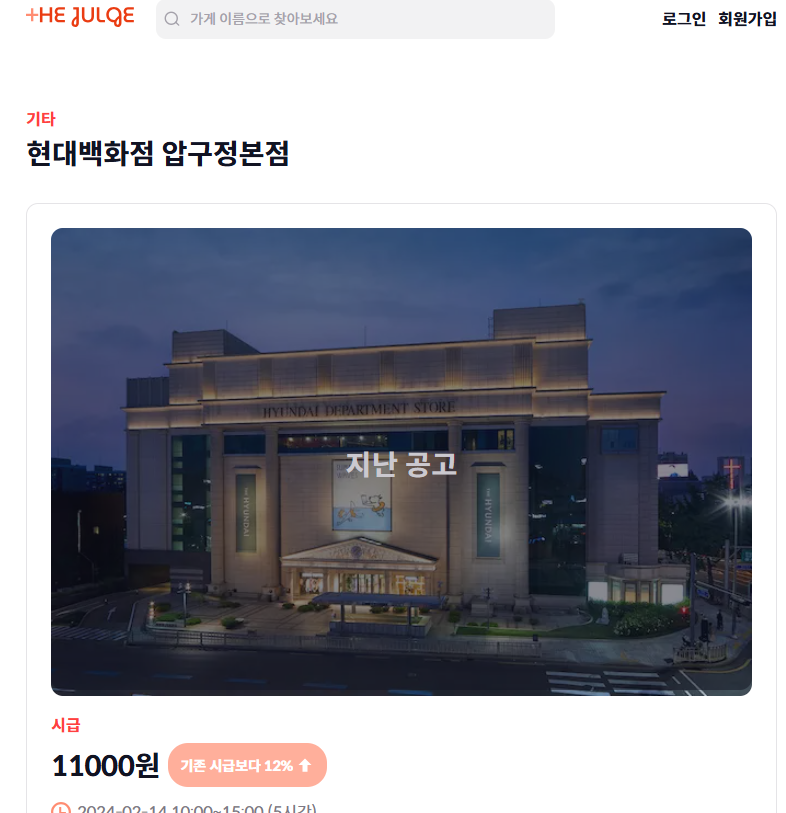 THE JULGE
가게 이름으로 찾아보세요
로그인 회원가입
기타
현대백화점 압구정본점
HYUNDAI DEPARTMENT STORE
지난 공고
THE HYUNDAI
시급
11000원
기존 시급보다 12%
2024-02-14 10:00~15:00 (5시간)